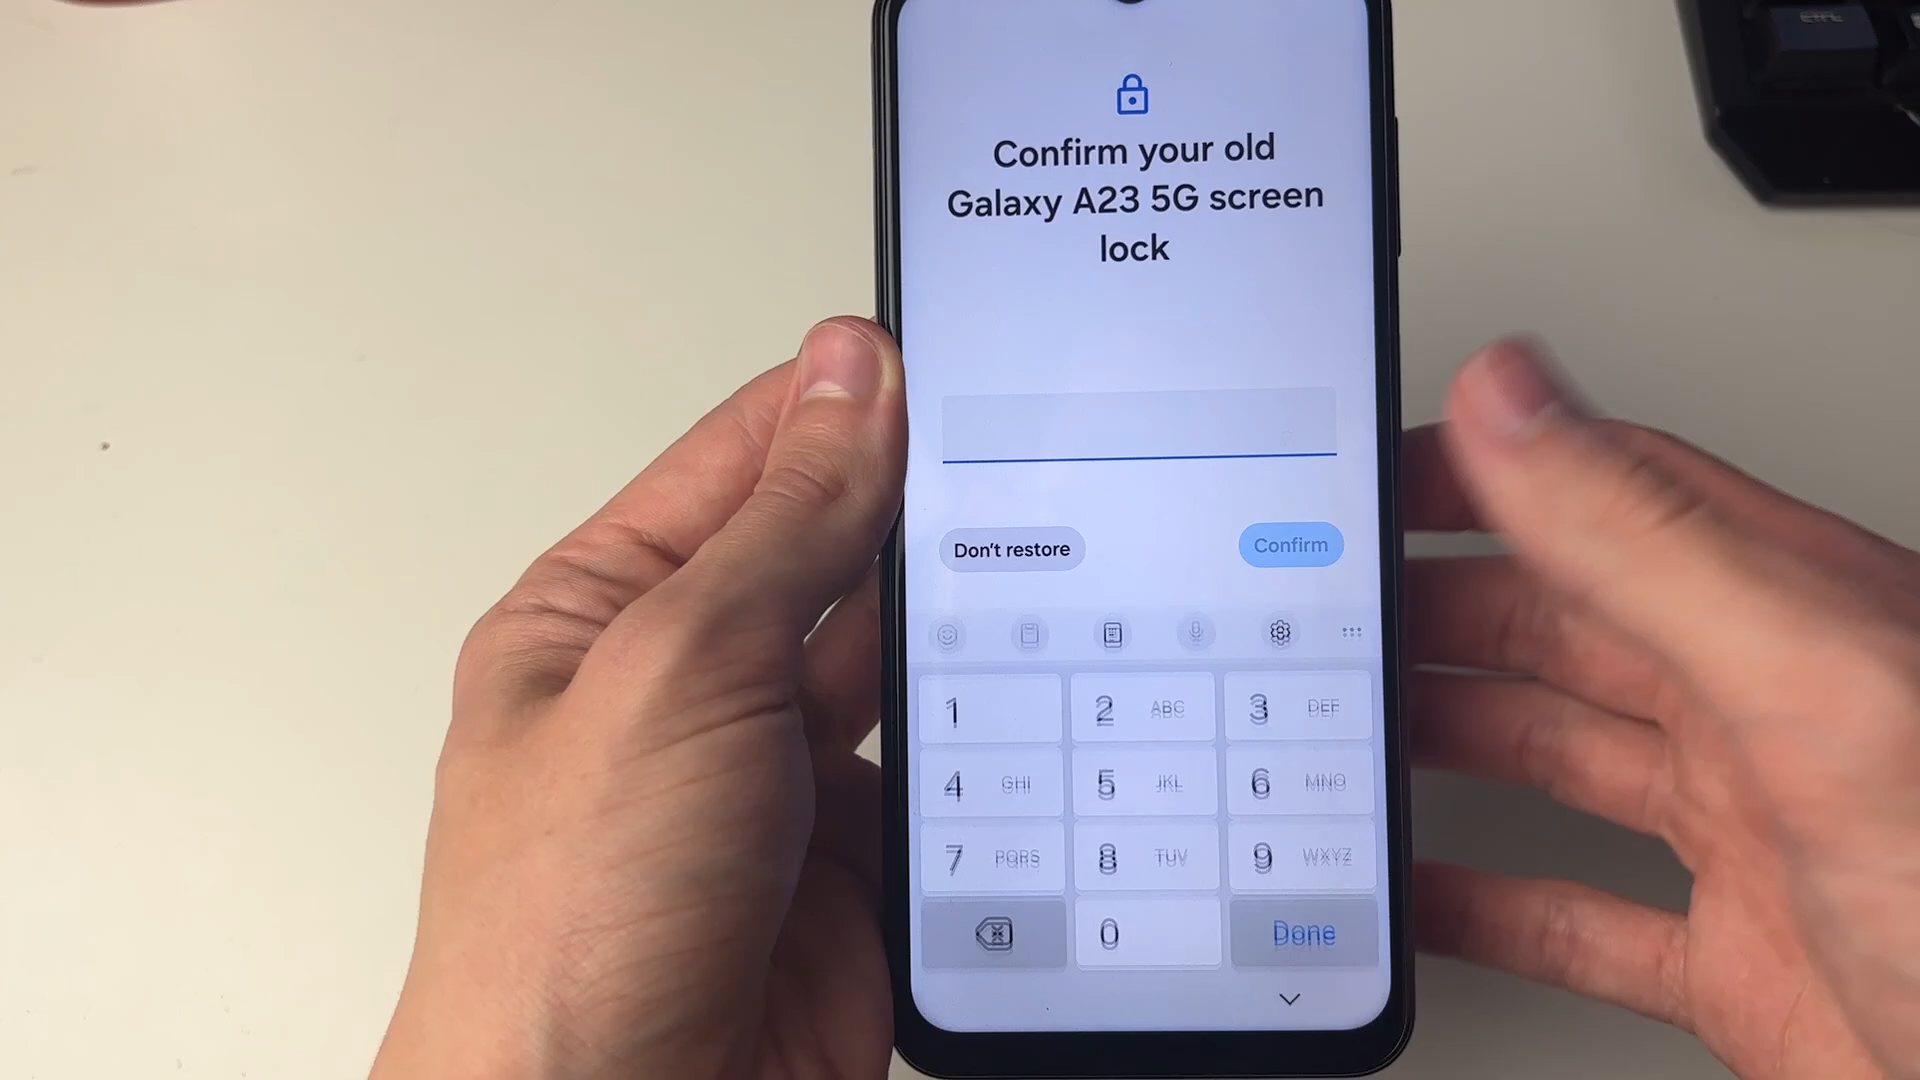 Confirm your old
Galaxy A23 5G screen
lock
Don't restore
Confirm
1
2 ABC
3 DEF
4 GHI
5 JKL
6 MNO
7 PQRS
8 TUV
9 WXYZ
0
Done